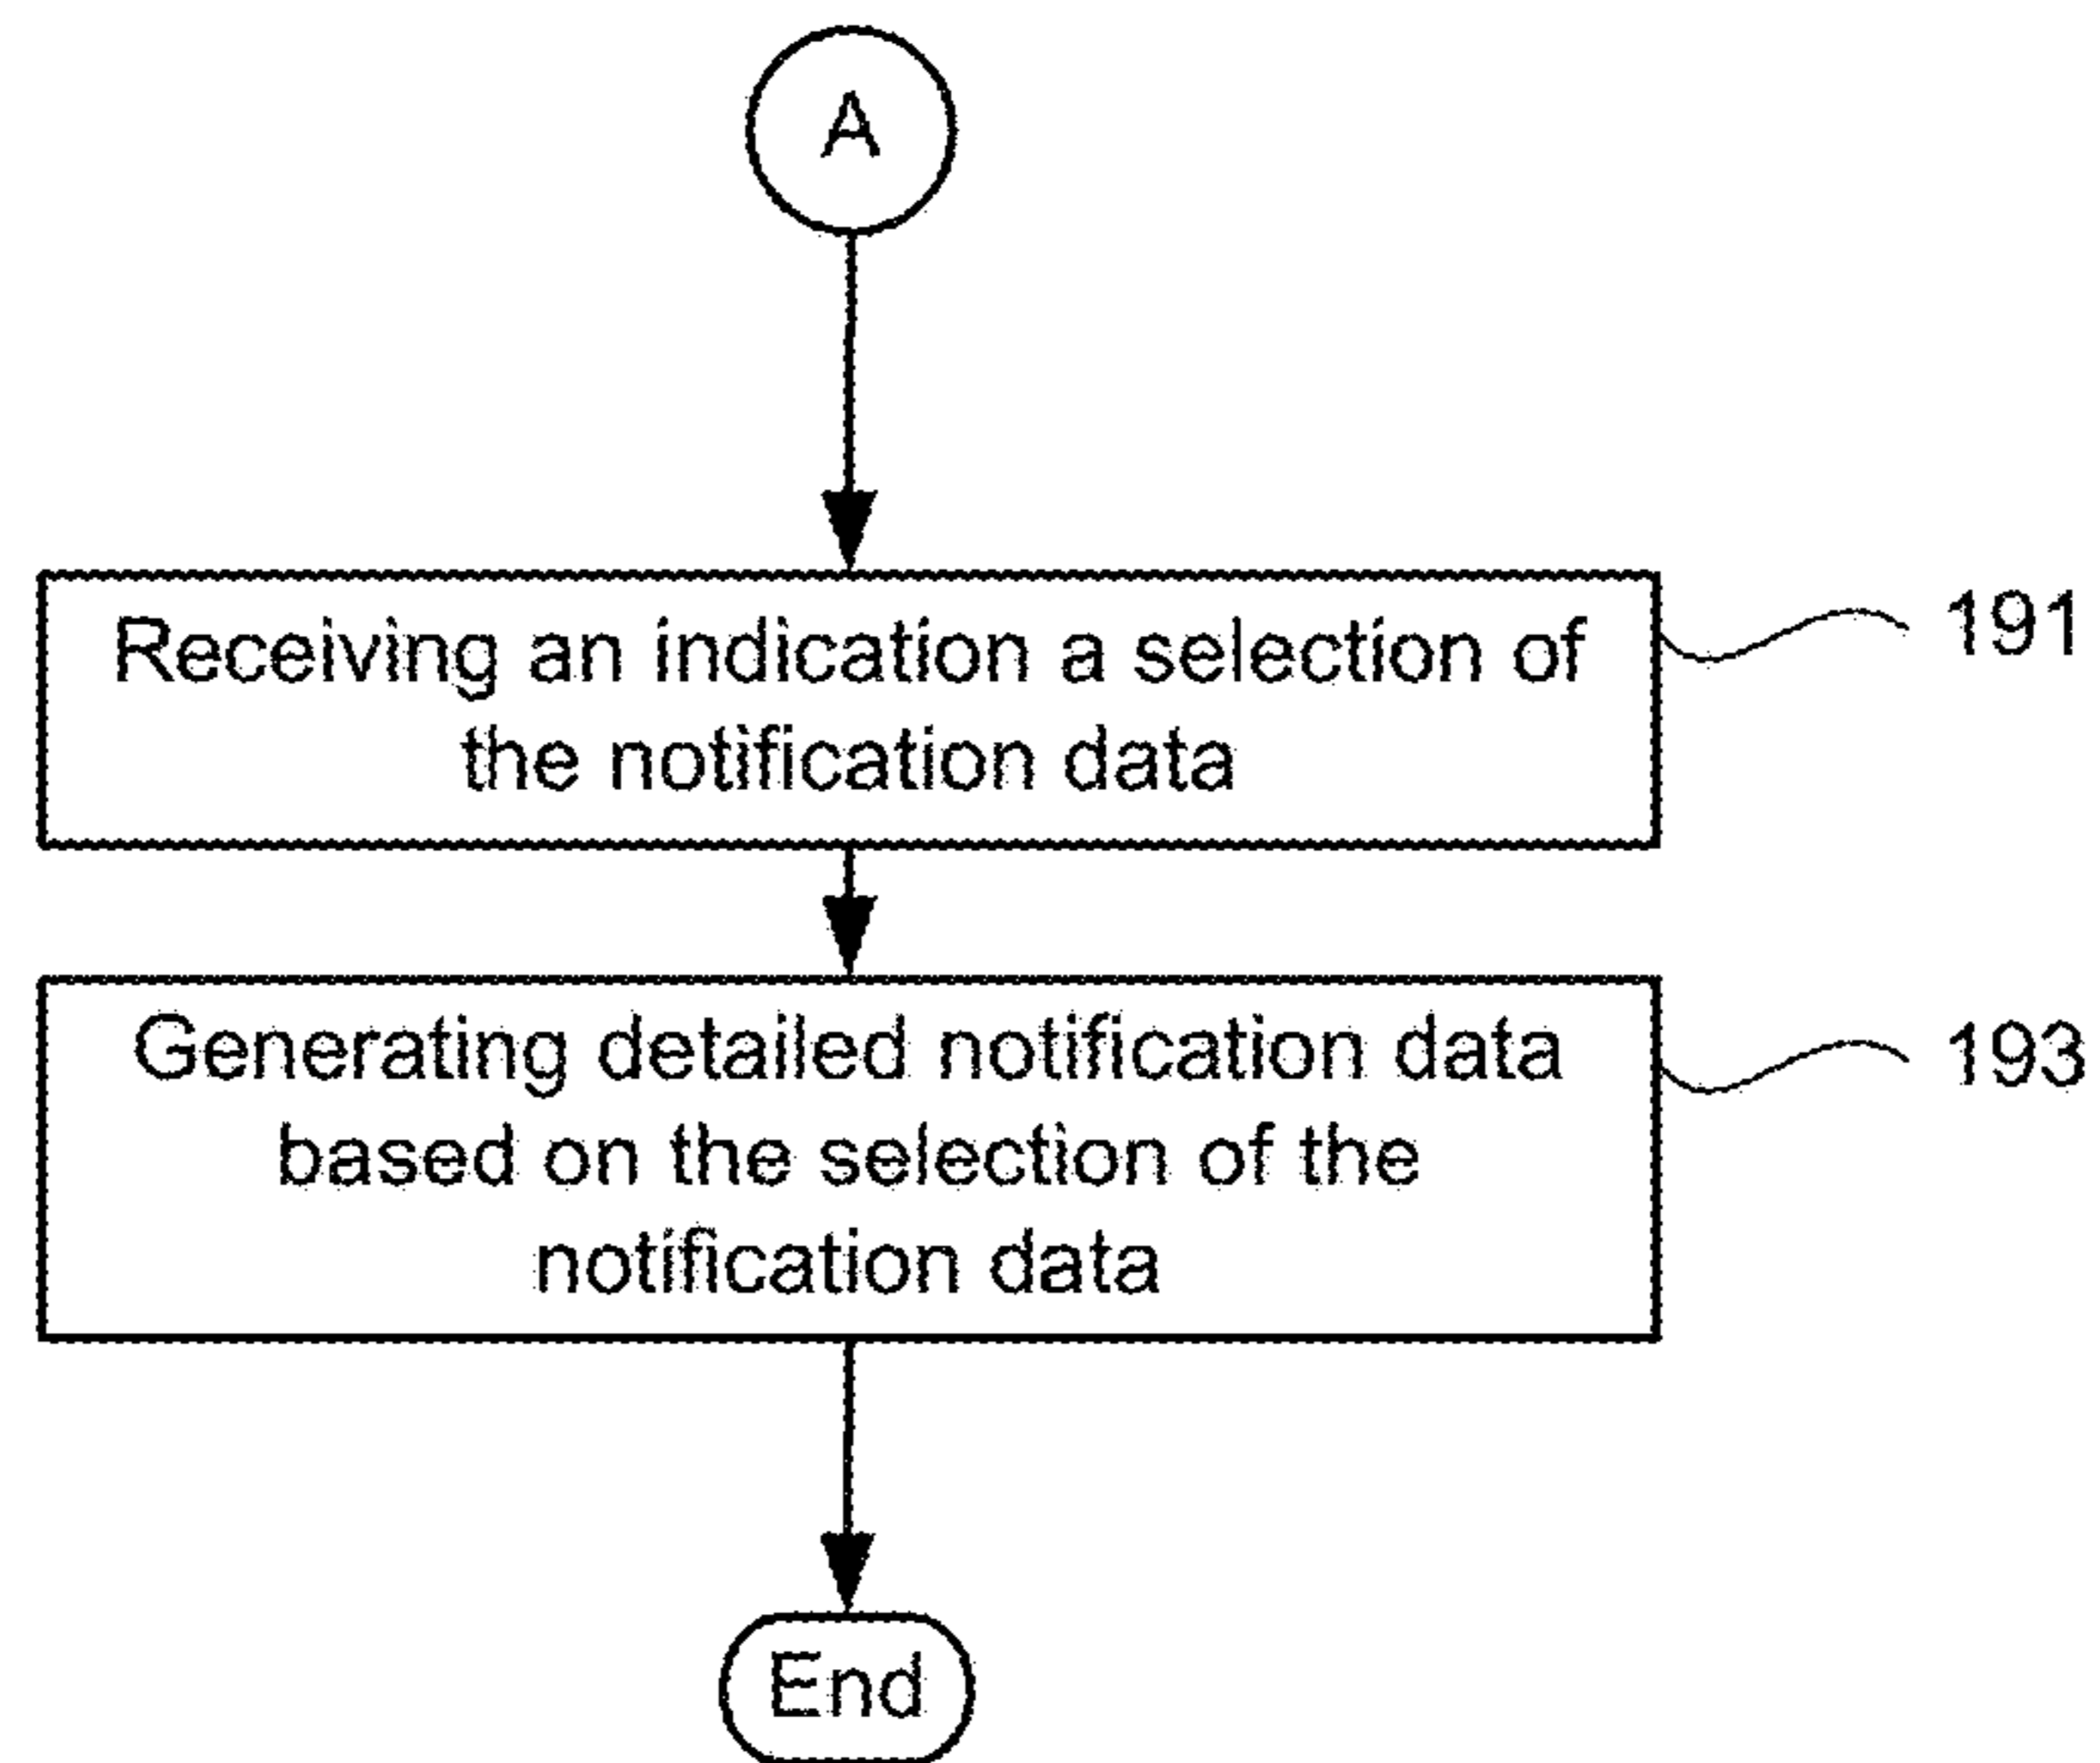 A
Receiving an indication a selection of
the notification data
191
Generating detailed notification data
based on the selection of the
notification data
193
End